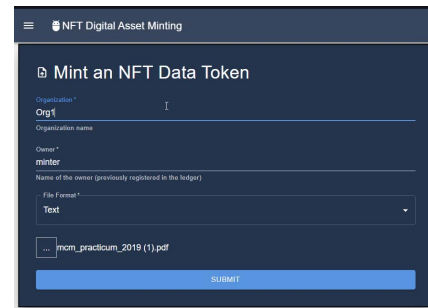 NFT Digital Asset Minting
Mint an NFT Data Token
Organization *
Org1
Organization name
Owner *
minter
Name of the owner (previously registered in the ledger)
File Format *
Text
... mcm_practicum_2019 (1).pdf
SUBMIT